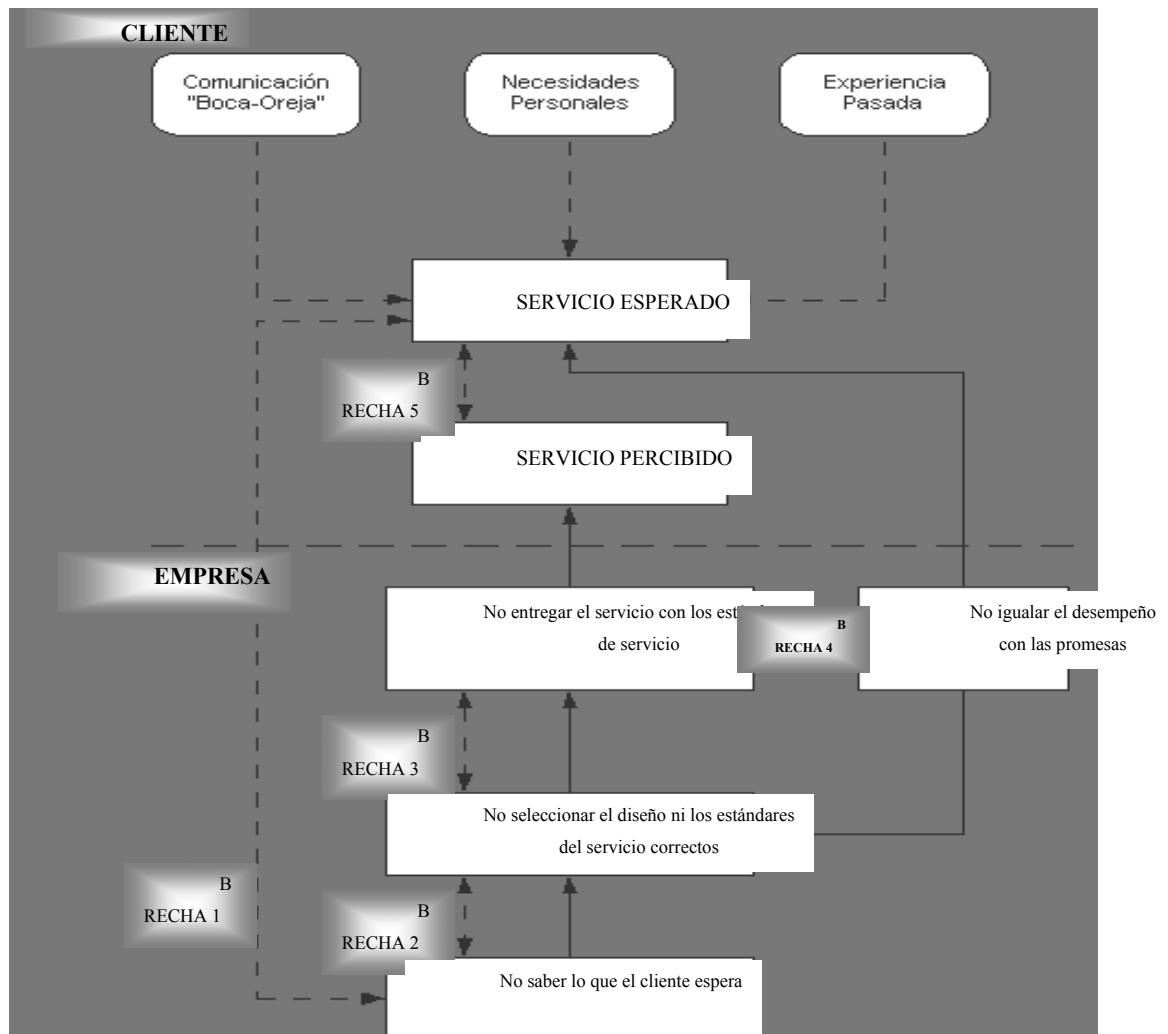 CLIENTE
Comunicación
"Boca-Oreja"
Necesidades
Personales
Experiencia
Pasada
SERVICIO ESPERADO
B
RECHA 5
SERVICIO PERCIBIDO
EMPRESA
No entregar el servicio con los
de servicio
B
RECHA 4
No igualar el desempeño
con las promesas
B
RECHA 3
No seleccionar el diseño ni los estándares
del servicio correctos
B
RECHA 1
B
RECHA 2
No saber lo que el cliente espera